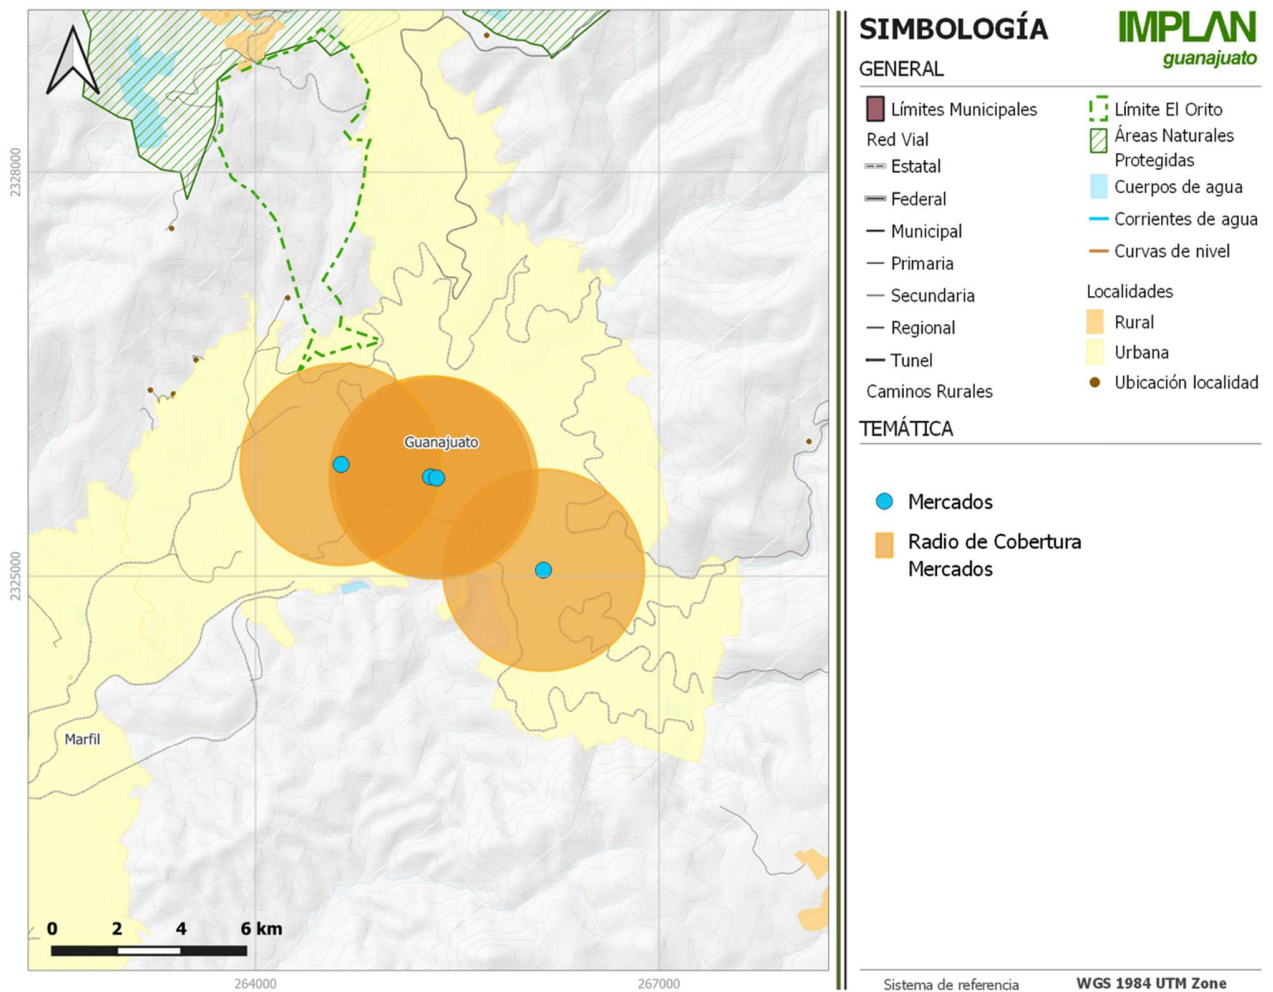 2328000
2325000
264000
267000
Guanajuato
Marfil
0 2 4 6 km
SIMBOLOGÍA
IMPLAN
guanajuato
GENERAL
Límites Municipales
Red Vial
Estatal
Federal
Municipal
Primaria
Secundaria
Regional
Tunel
Caminos Rurales
Límite El Orito
Áreas Naturales
Protegidas
Cuerpos de agua
Corrientes de agua
Curvas de nivel
Localidades
Rural
Urbana
Ubicación localidad
TEMÁTICA
Mercados
Radio de Cobertura
Mercados
Sistema de referencia WGS 1984 UTM Zone